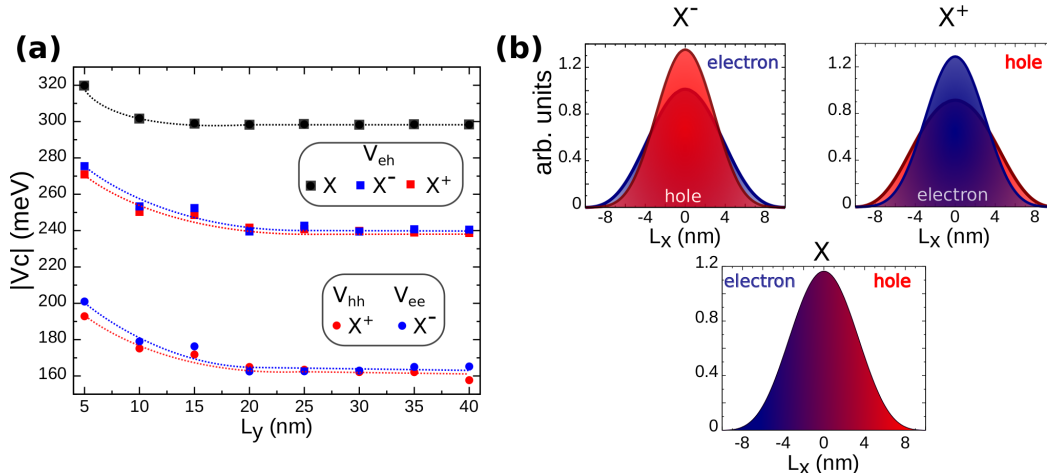 (a)
|Vc| (meV)
320
300
280
260
240
220
200
180
160
5 10 15 20 25 30 35 40
L_y (nm)
V_eh
X X⁻ X⁺
V_hh V_ee
X⁺ X⁻
(b)
X⁻
arb. units
1.2
0.8
0.4
0
electron
hole
-8 -4 0 4 8
L_x (nm)
X⁺
1.2
0.8
0.4
0
hole
electron
-8 -4 0 4 8
L_x (nm)
X
1.2
0.8
0.4
0
electron hole
-8 -4 0 4 8
L_x (nm)